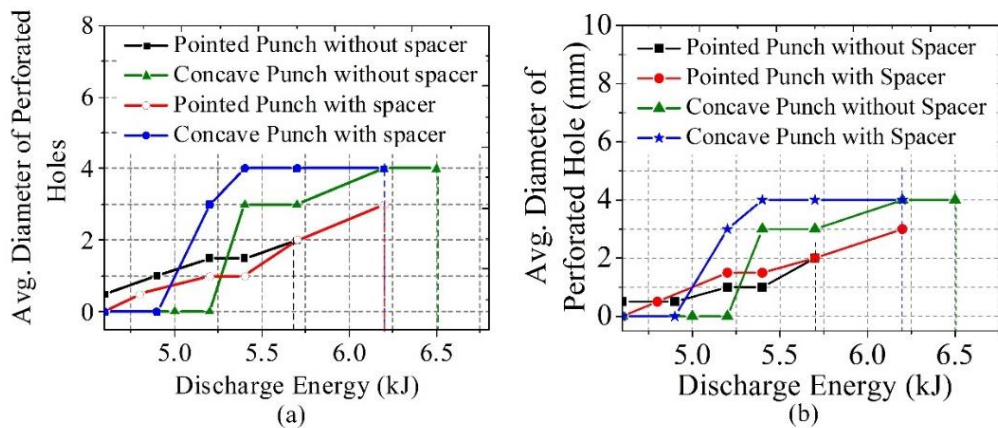 8
6
4
2
0
Avg. Diameter of Perforated
Holes
Pointed Punch without spacer
Concave Punch without spacer
Pointed Punch with spacer
Concave Punch with spacer
5.0 5.5 6.0 6.5
Discharge Energy (kJ)
(a)
10
8
6
4
2
0
Avg. Diameter of
Perforated Hole (mm)
Pointed Punch without Spacer
Pointed Punch with Spacer
Concave Punch without Spacer
Concave Punch with Spacer
5.0 5.5 6.0 6.5
Discharge Energy (kJ)
(b)